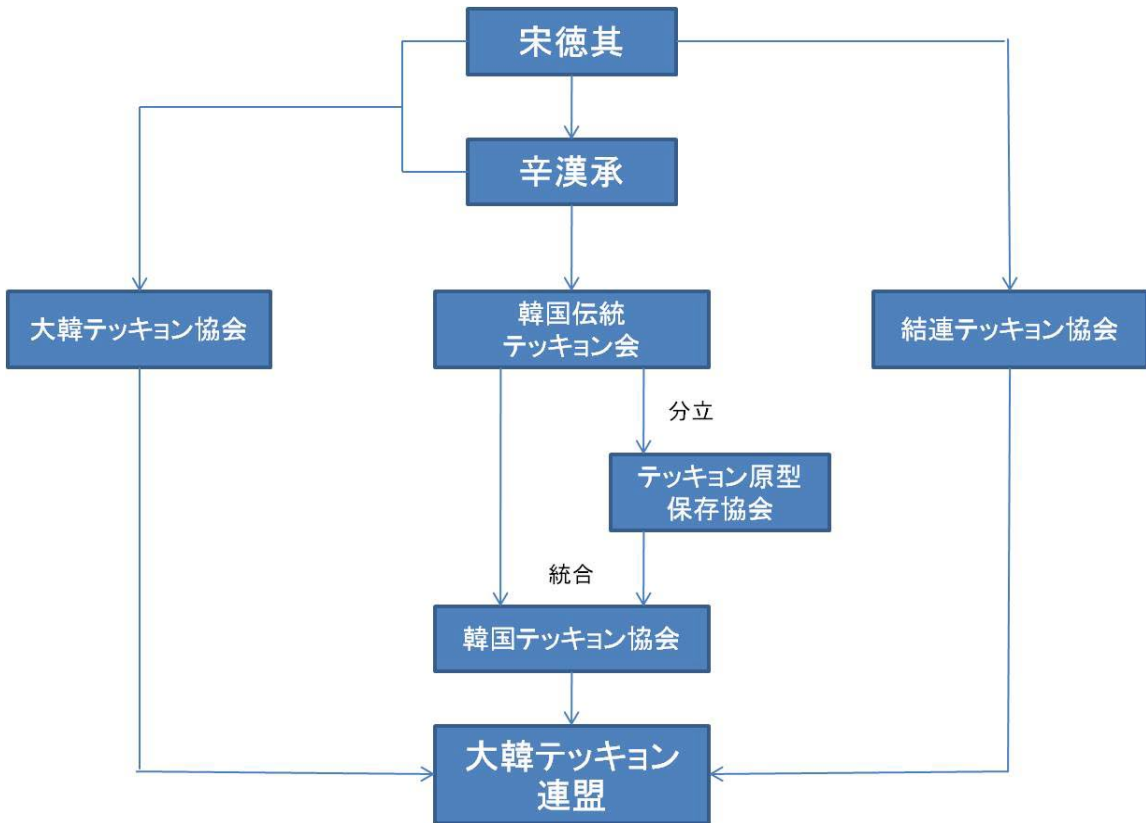 宋徳其
辛漢承
大韓テッキョン協会
韓国伝統
テッキョン会
結連テッキョン協会
分立
テッキョン原型
保存協会
統合
韓国テッキョン協会
大韓テッキョン
連盟